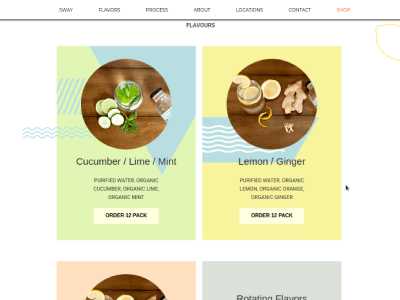 SWAY FLAVORS PROCESS ABOUT LOCATIONS CONTACT SHOP
FLAVOURS
Cucumber / Lime / Mint
PURIFIED WATER, ORGANIC
CUCUMBER, ORGANIC LIME,
ORGANIC MINT
ORDER 12 PACK
Lemon / Ginger
PURIFIED WATER, ORGANIC
LEMON, ORGANIC ORANGE,
ORGANIC GINGER
ORDER 12 PACK
Rotating Flavors